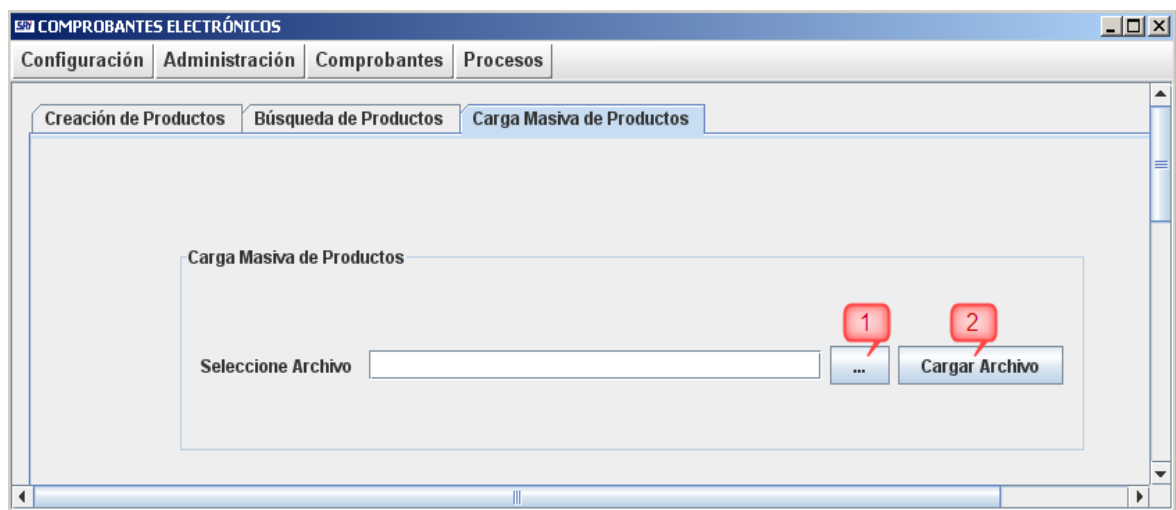 SRI COMPROBANTES ELECTRÓNICOS
Configuración Administración Comprobantes Procesos
Creación de Productos Búsqueda de Productos Carga Masiva de Productos
Carga Masiva de Productos
1 2
Seleccione Archivo ... Cargar Archivo